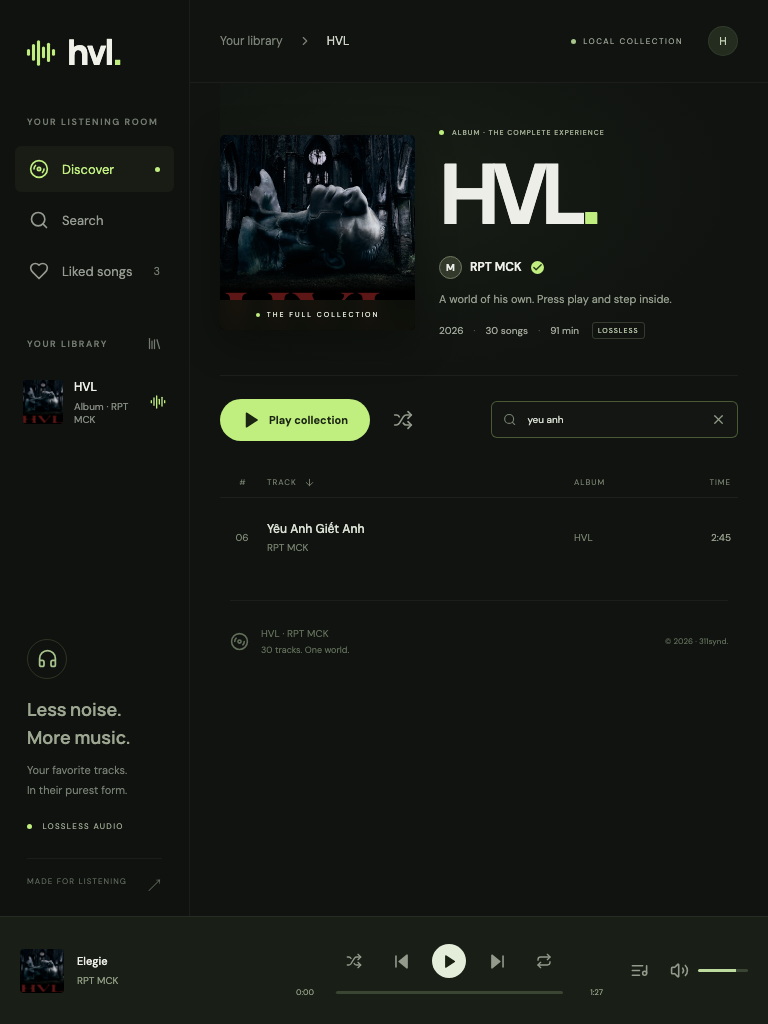 hvl.
YOUR LISTENING ROOM
Discover
Search
Liked songs 3
YOUR LIBRARY
HVL
Album · RPT
MCK
Less noise.
More music.
Your favorite tracks.
In their purest form.
LOSSLESS AUDIO
MADE FOR LISTENING
Your library HVL
LOCAL COLLECTION
H
THE FULL COLLECTION
ALBUM · THE COMPLETE EXPERIENCE
HVL.
M RPT MCK
A world of his own. Press play and step inside.
2026 · 30 songs · 91 min LOSSLESS
Play collection
yeu anh
# TRACK ALBUM TIME
06 Yêu Anh Giết Anh HVL 2:45
RPT MCK
HVL · RPT MCK
30 tracks. One world.
© 2026 · 311synd.
Elegie
RPT MCK
0:00 1:27